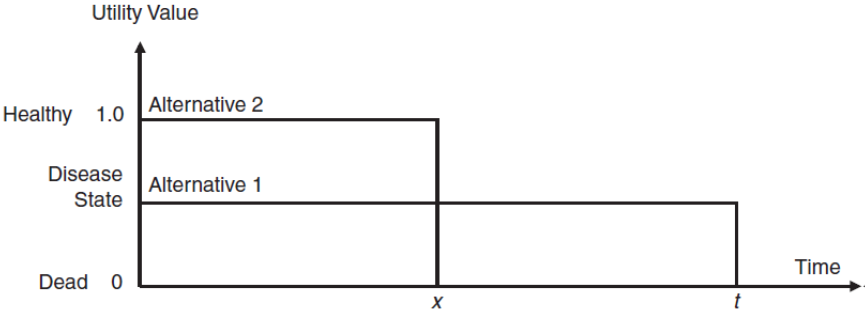 Utility Value
Healthy 1.0
Alternative 2
Disease
State
Alternative 1
Dead 0
Time
x
t